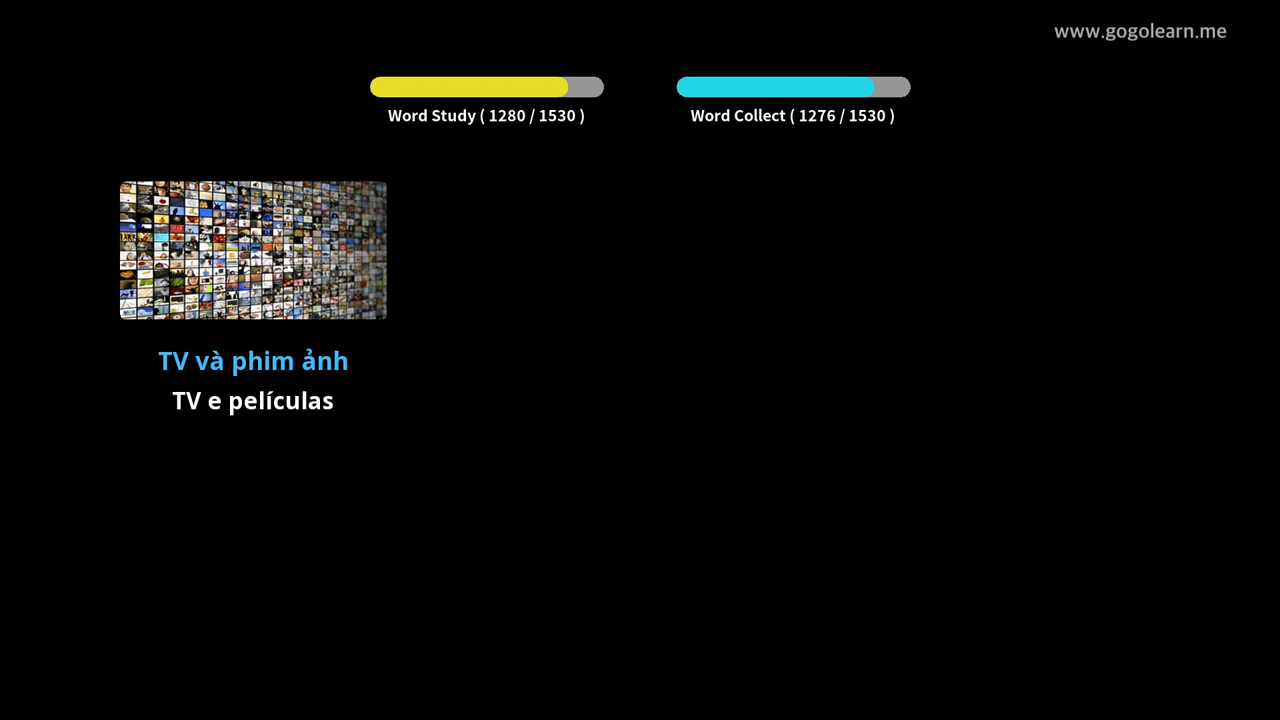 www.gogolearn.me
Word Study ( 1280 / 1530 )
Word Collect ( 1276 / 1530 )
TV và phim ảnh
TV e películas